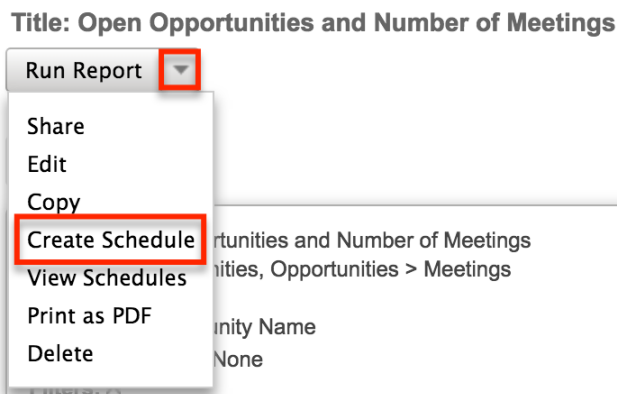 Title: Open Opportunities and Number of Meetings
Run Report
Share
Edit
Copy
Create Schedule
rtunities and Number of Meetings
View Schedules
nities, Opportunities > Meetings
Print as PDF
unity Name
Delete
None